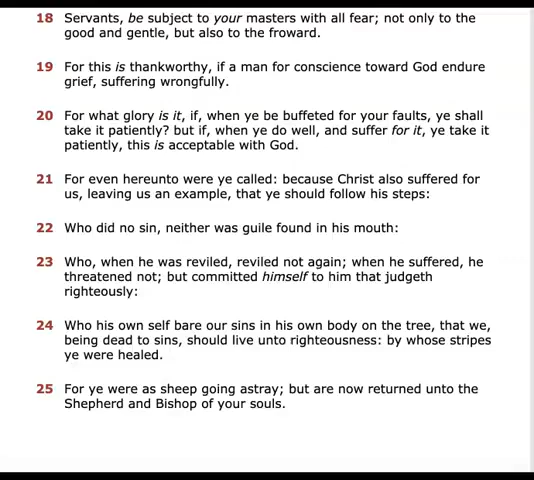 18 Servants, be subject to your masters with all fear; not only to the
good and gentle, but also to the froward.
19 For this is thankworthy, if a man for conscience toward God endure
grief, suffering wrongfully.
20 For what glory is it, if, when ye be buffeted for your faults, ye shall
take it patiently? but if, when ye do well, and suffer for it, ye take it
patiently, this is acceptable with God.
21 For even hereunto were ye called: because Christ also suffered for
us, leaving us an example, that ye should follow his steps:
22 Who did no sin, neither was guile found in his mouth:
23 Who, when he was reviled, reviled not again; when he suffered, he
threatened not; but committed himself to him that judgeth
righteously:
24 Who his own self bare our sins in his own body on the tree, that we,
being dead to sins, should live unto righteousness: by whose stripes
ye were healed.
25 For ye were as sheep going astray; but are now returned unto the
Shepherd and Bishop of your souls.